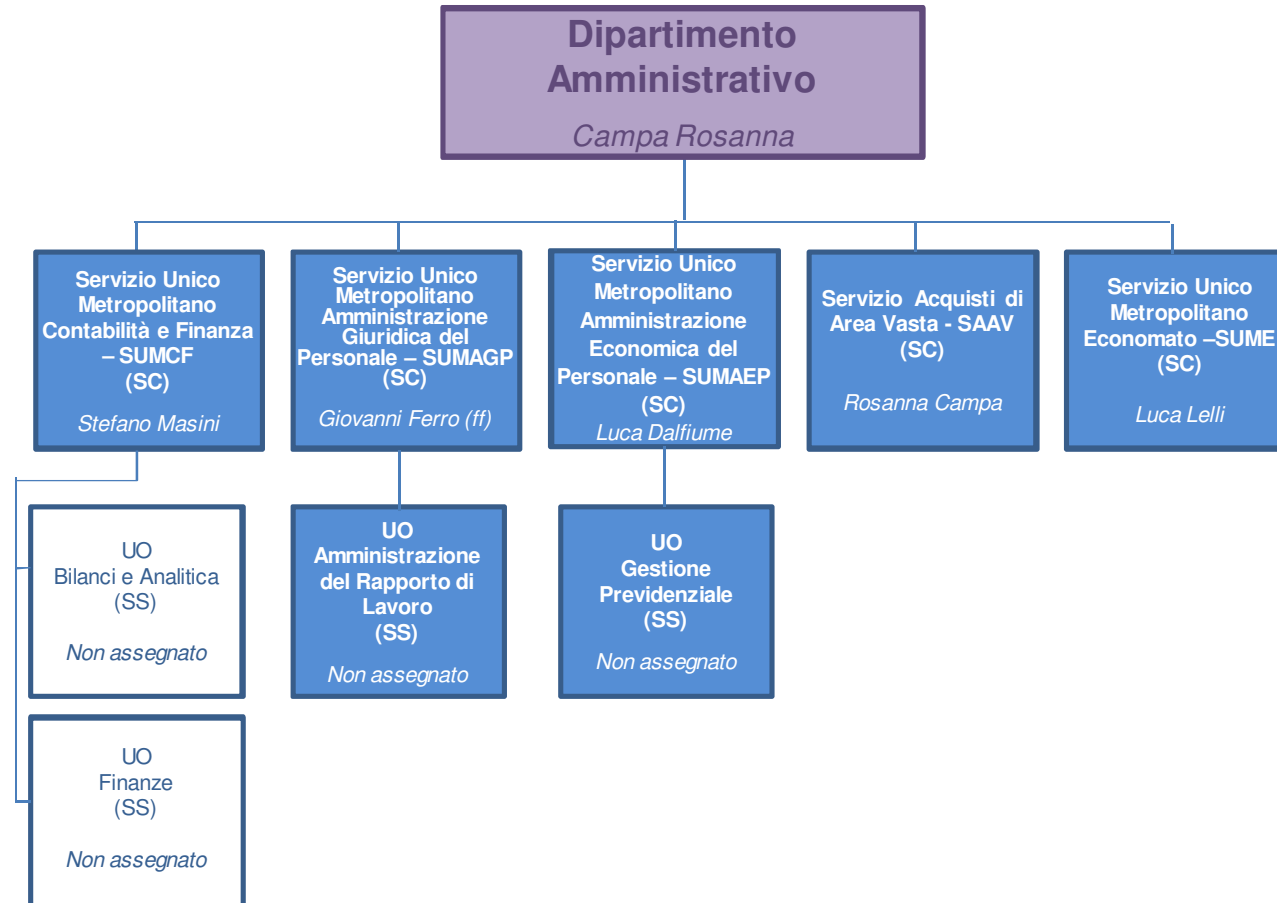 Dipartimento
Amministrativo
Campa Rosanna
Servizio Unico
Metropolitano
Contabilità e Finanza
– SUMCF
(SC)
Stefano Masini
Servizio Unico
Metropolitano
Amministrazione
Giuridica del
Personale – SUMAGP
(SC)
Giovanni Ferro (ff)
Servizio Unico
Metropolitano
Amministrazione
Economica del
Personale – SUMAEP
(SC)
Luca Dalfiume
Servizio Acquisti di
Area Vasta - SAAV
(SC)
Rosanna Campa
Servizio Unico
Metropolitano
Economato –SUME
(SC)
Luca Lelli
UO
Bilanci e Analitica
(SS)
Non assegnato
UO
Amministrazione
del Rapporto di
Lavoro
(SS)
Non assegnato
UO
Gestione
Previdenziale
(SS)
Non assegnato
UO
Finanze
(SS)
Non assegnato